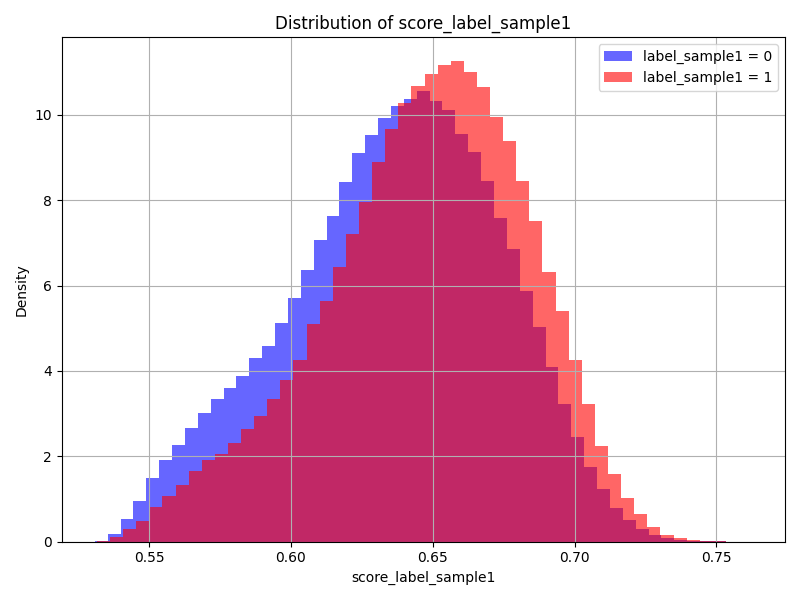 Distribution of score_label_sample1
label_sample1 = 0
label_sample1 = 1
10
8
6
4
2
0
Density
0.55 0.60 0.65 0.70 0.75
score_label_sample1